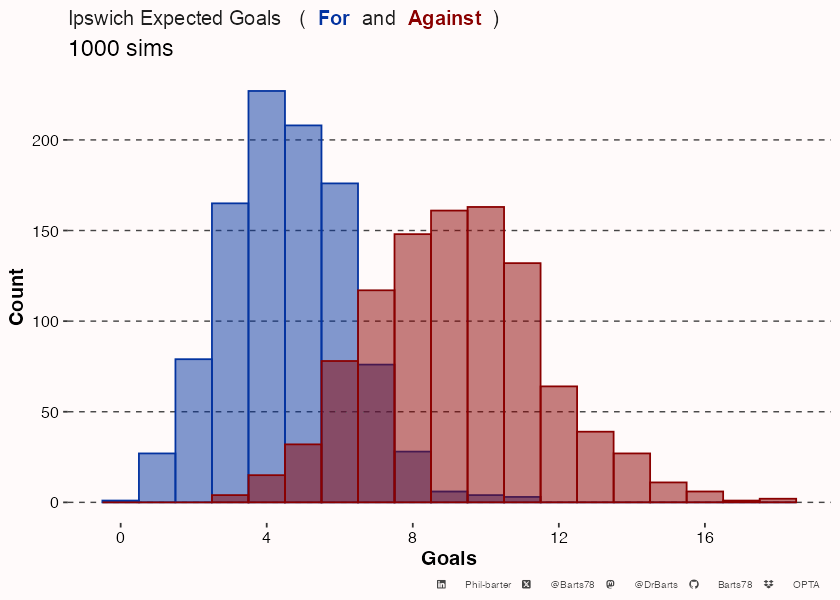 Ipswich Expected Goals ( For and Against )
1000 sims
200
150
100
50
0
Count
0 4 8 12 16
Goals
Phil-barter @Barts78 @DrBarts Barts78 OPTA